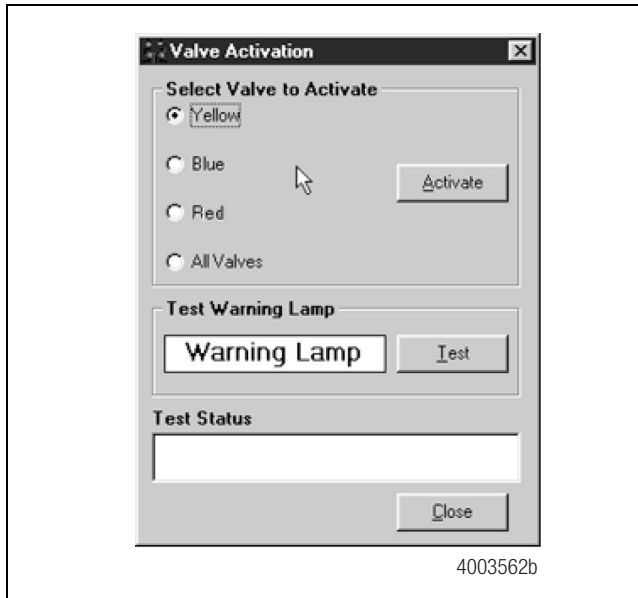 Valve Activation
Select Valve to Activate
Yellow
Blue
Activate
Red
All Valves
Test Warning Lamp
Warning Lamp
Test
Test Status
Close
4003562b